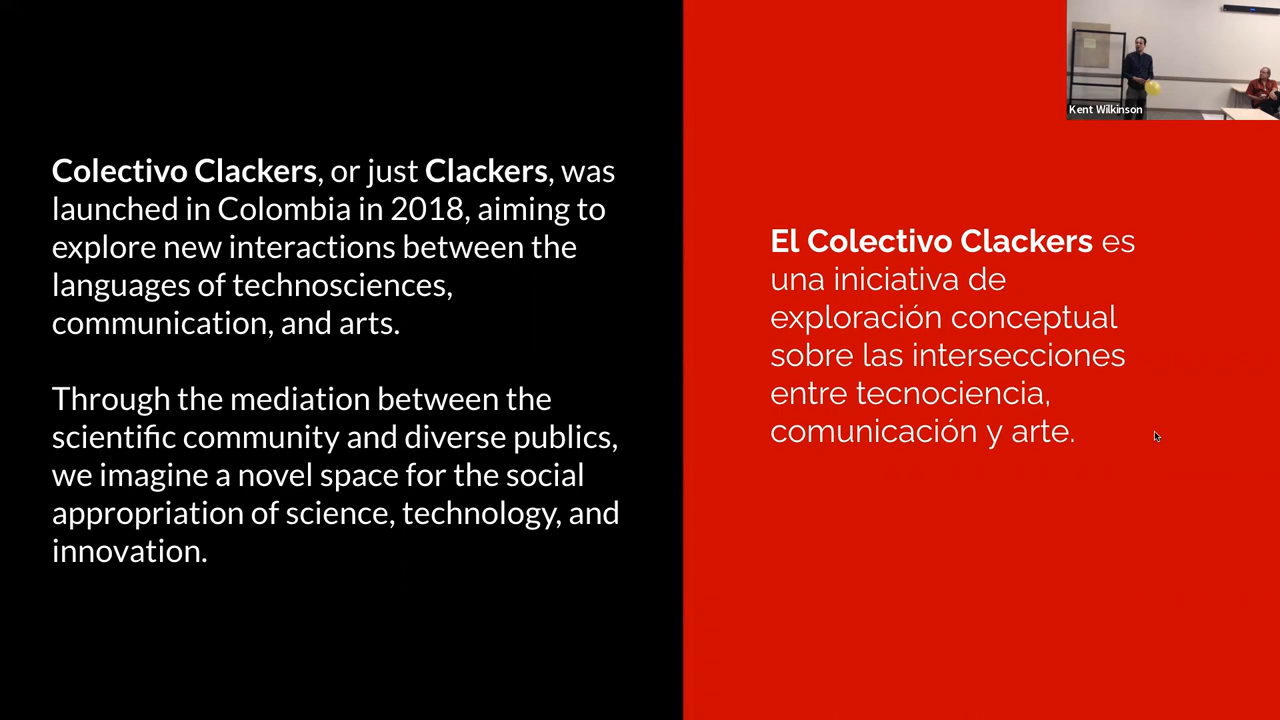 Colectivo Clackers, or just Clackers, was
launched in Colombia in 2018, aiming to
explore new interactions between the
languages of technosciences,
communication, and arts.
Through the mediation between the
scientific community and diverse publics,
we imagine a novel space for the social
appropriation of science, technology, and
innovation.
El Colectivo Clackers es
una iniciativa de
exploración conceptual
sobre las intersecciones
entre tecnociencia,
comunicación y arte.
Kent Wilkinson